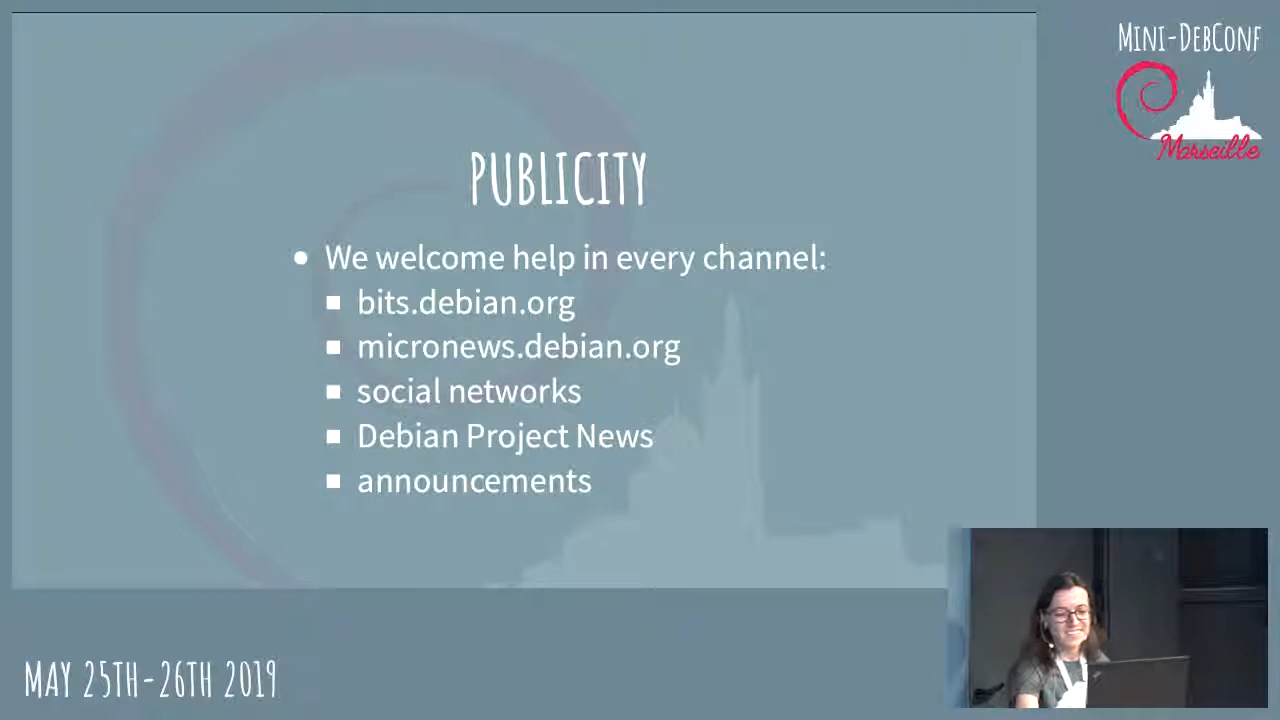 MINI-DEBCONF
Marseille
PUBLICITY
We welcome help in every channel:
bits.debian.org
micronews.debian.org
social networks
Debian Project News
announcements
MAY 25TH-26TH 2019